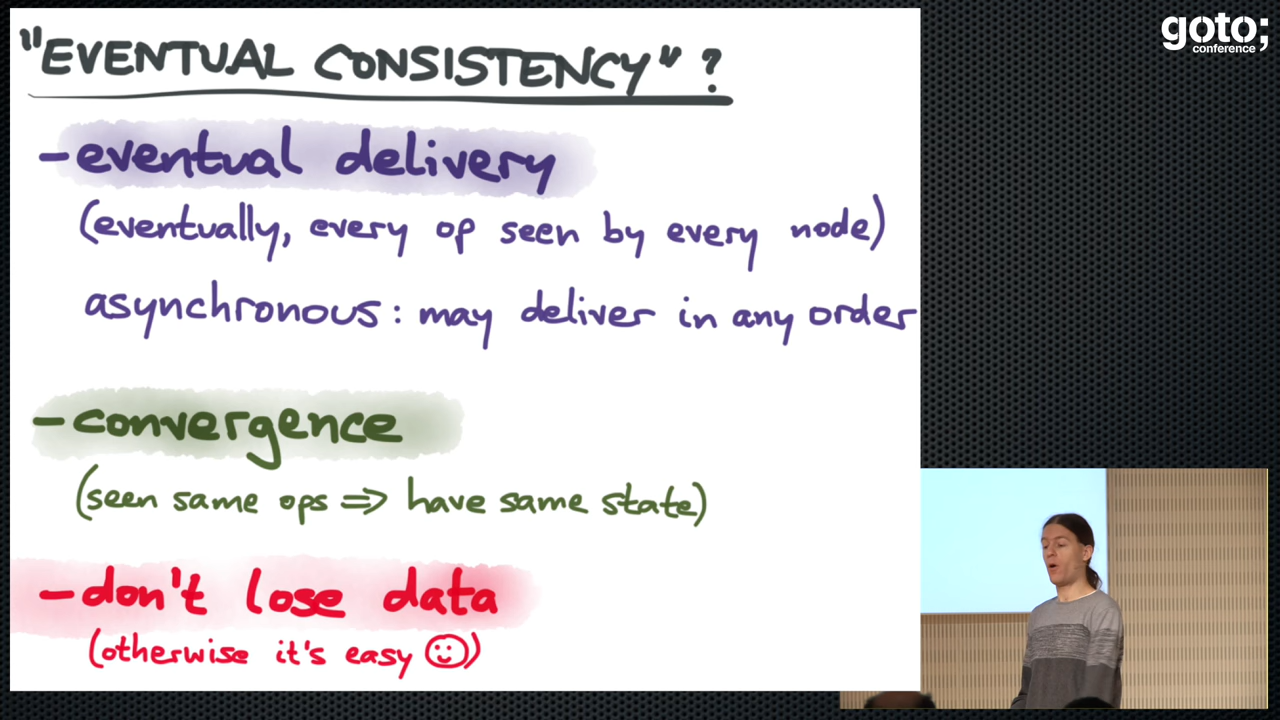 "EVENTUAL CONSISTENCY" ?
- eventual delivery
(eventually, every op seen by every node)
asynchronous: may deliver in any order
- convergence
(seen same ops ⇒ have same state)
- don't lose data
(otherwise it's easy ☺)
goto;
conference